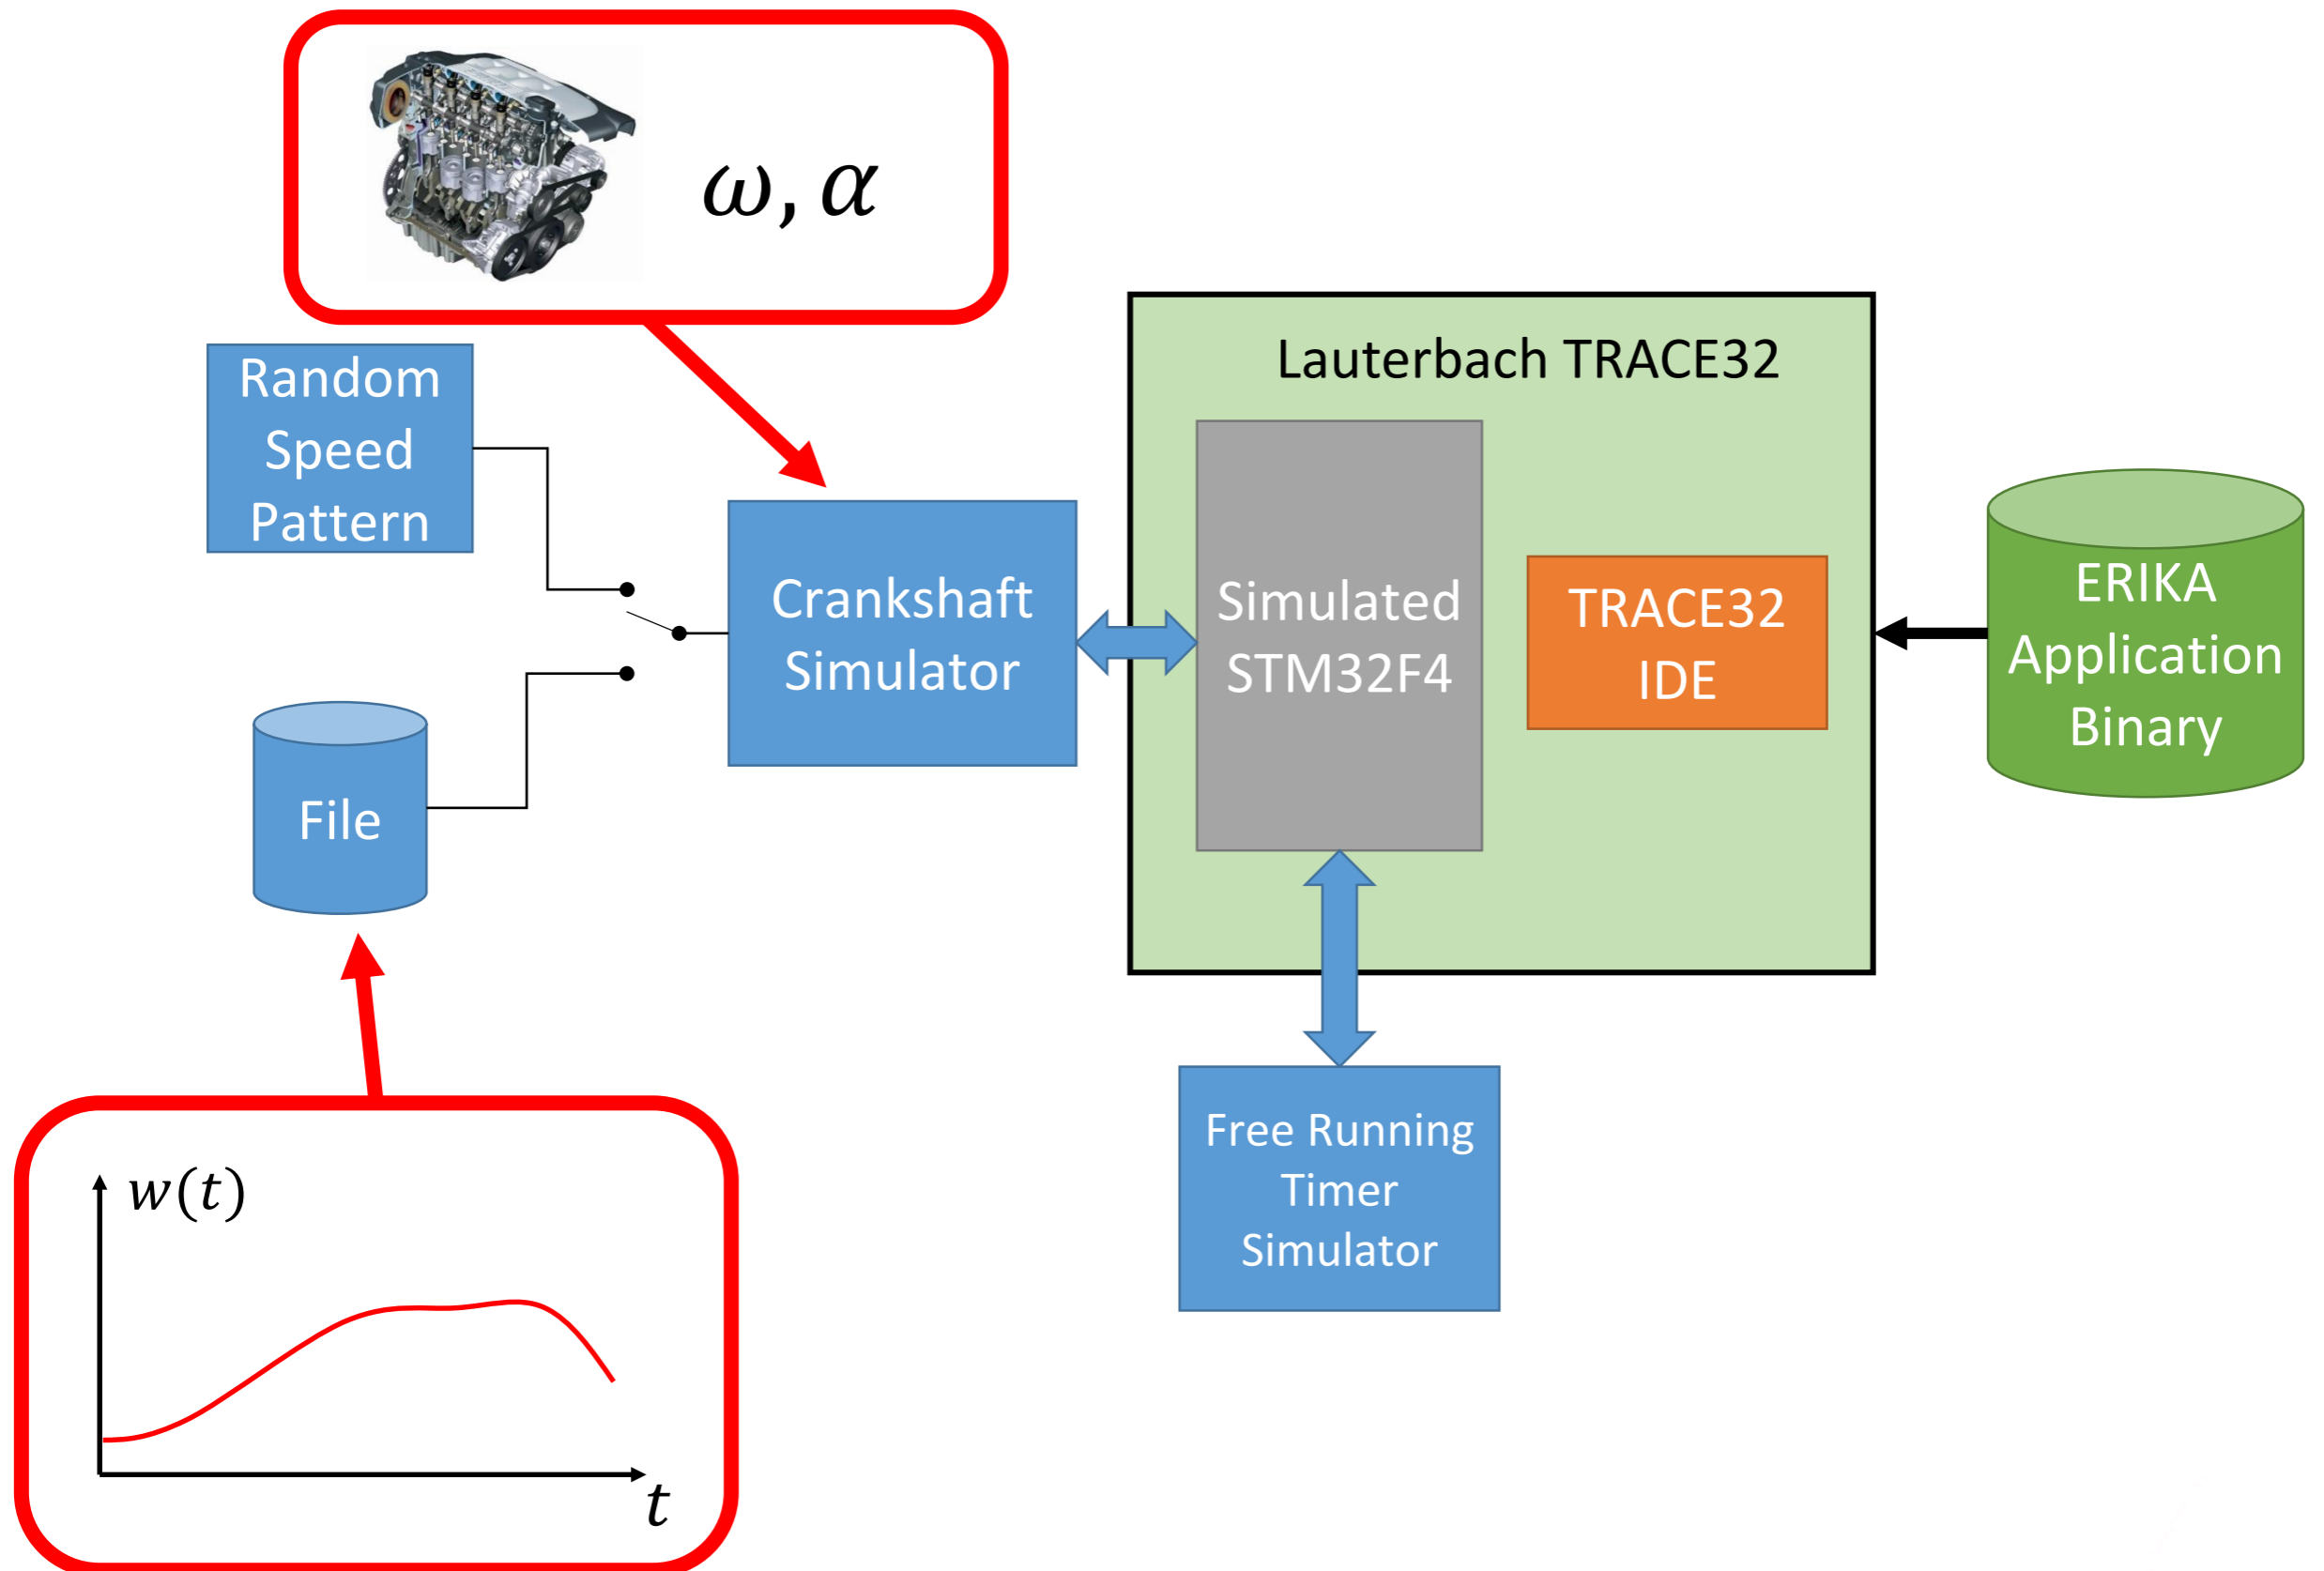 ω, α
Random
Speed
Pattern
Lauterbach TRACE32
Crankshaft
Simulator
Simulated
STM32F4
TRACE32
IDE
ERIKA
Application
Binary
File
Free Running
Timer
Simulator
w(t)
t